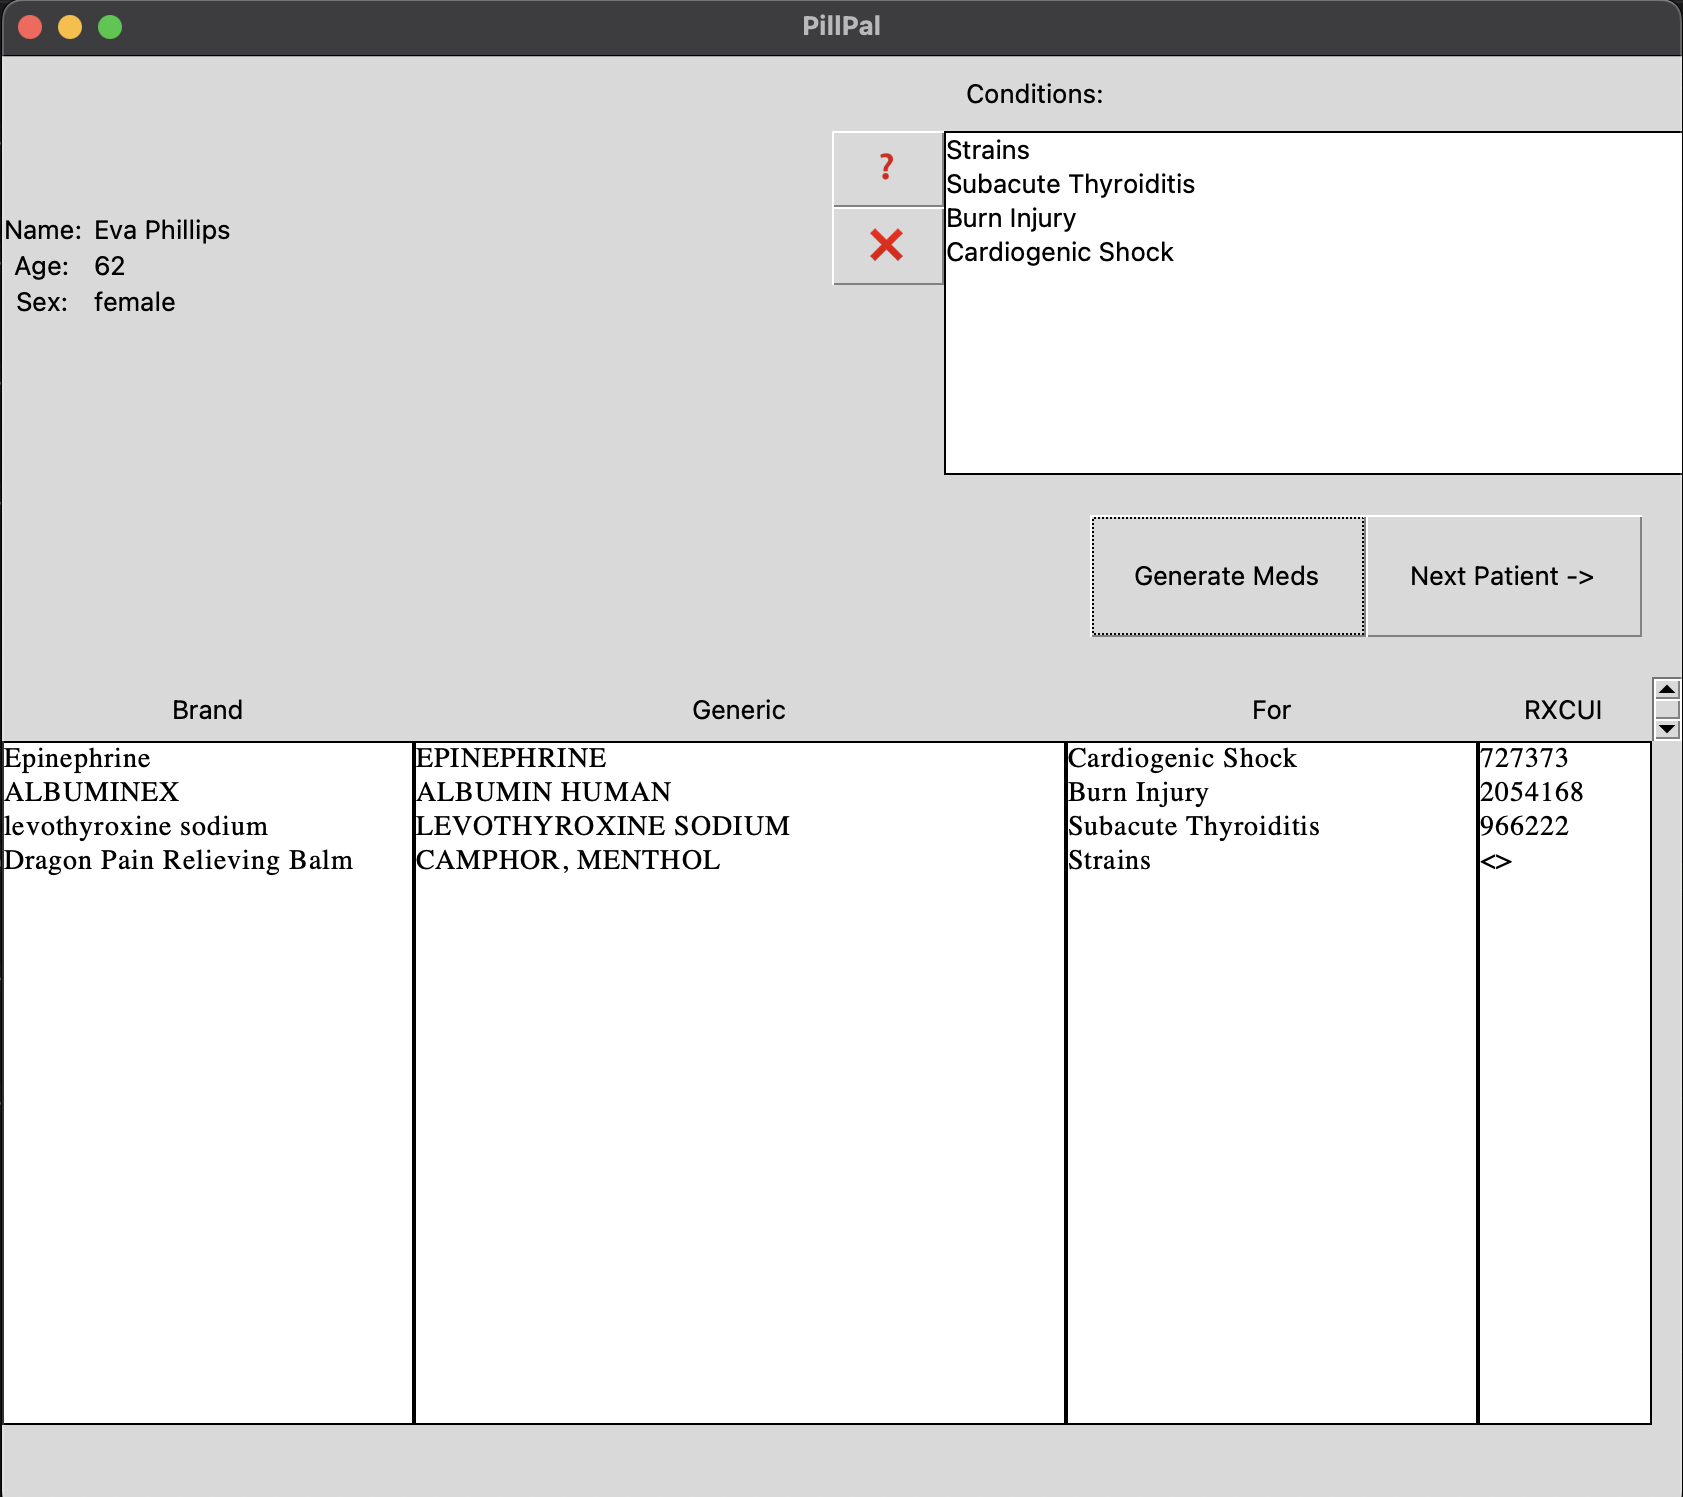 PillPal
Conditions:
?
Strains
Subacute Thyroiditis
Burn Injury
Cardiogenic Shock
Name: Eva Phillips
Age: 62
Sex: female
Generate Meds
Next Patient ->
Brand Generic For RXCUI
Epinephrine EPINEPHRINE Cardiogenic Shock 727373
ALBUMINEX ALBUMIN HUMAN Burn Injury 2054168
levothyroxine sodium LEVOTHYROXINE SODIUM Subacute Thyroiditis 966222
Dragon Pain Relieving Balm CAMPHOR, MENTHOL Strains <>